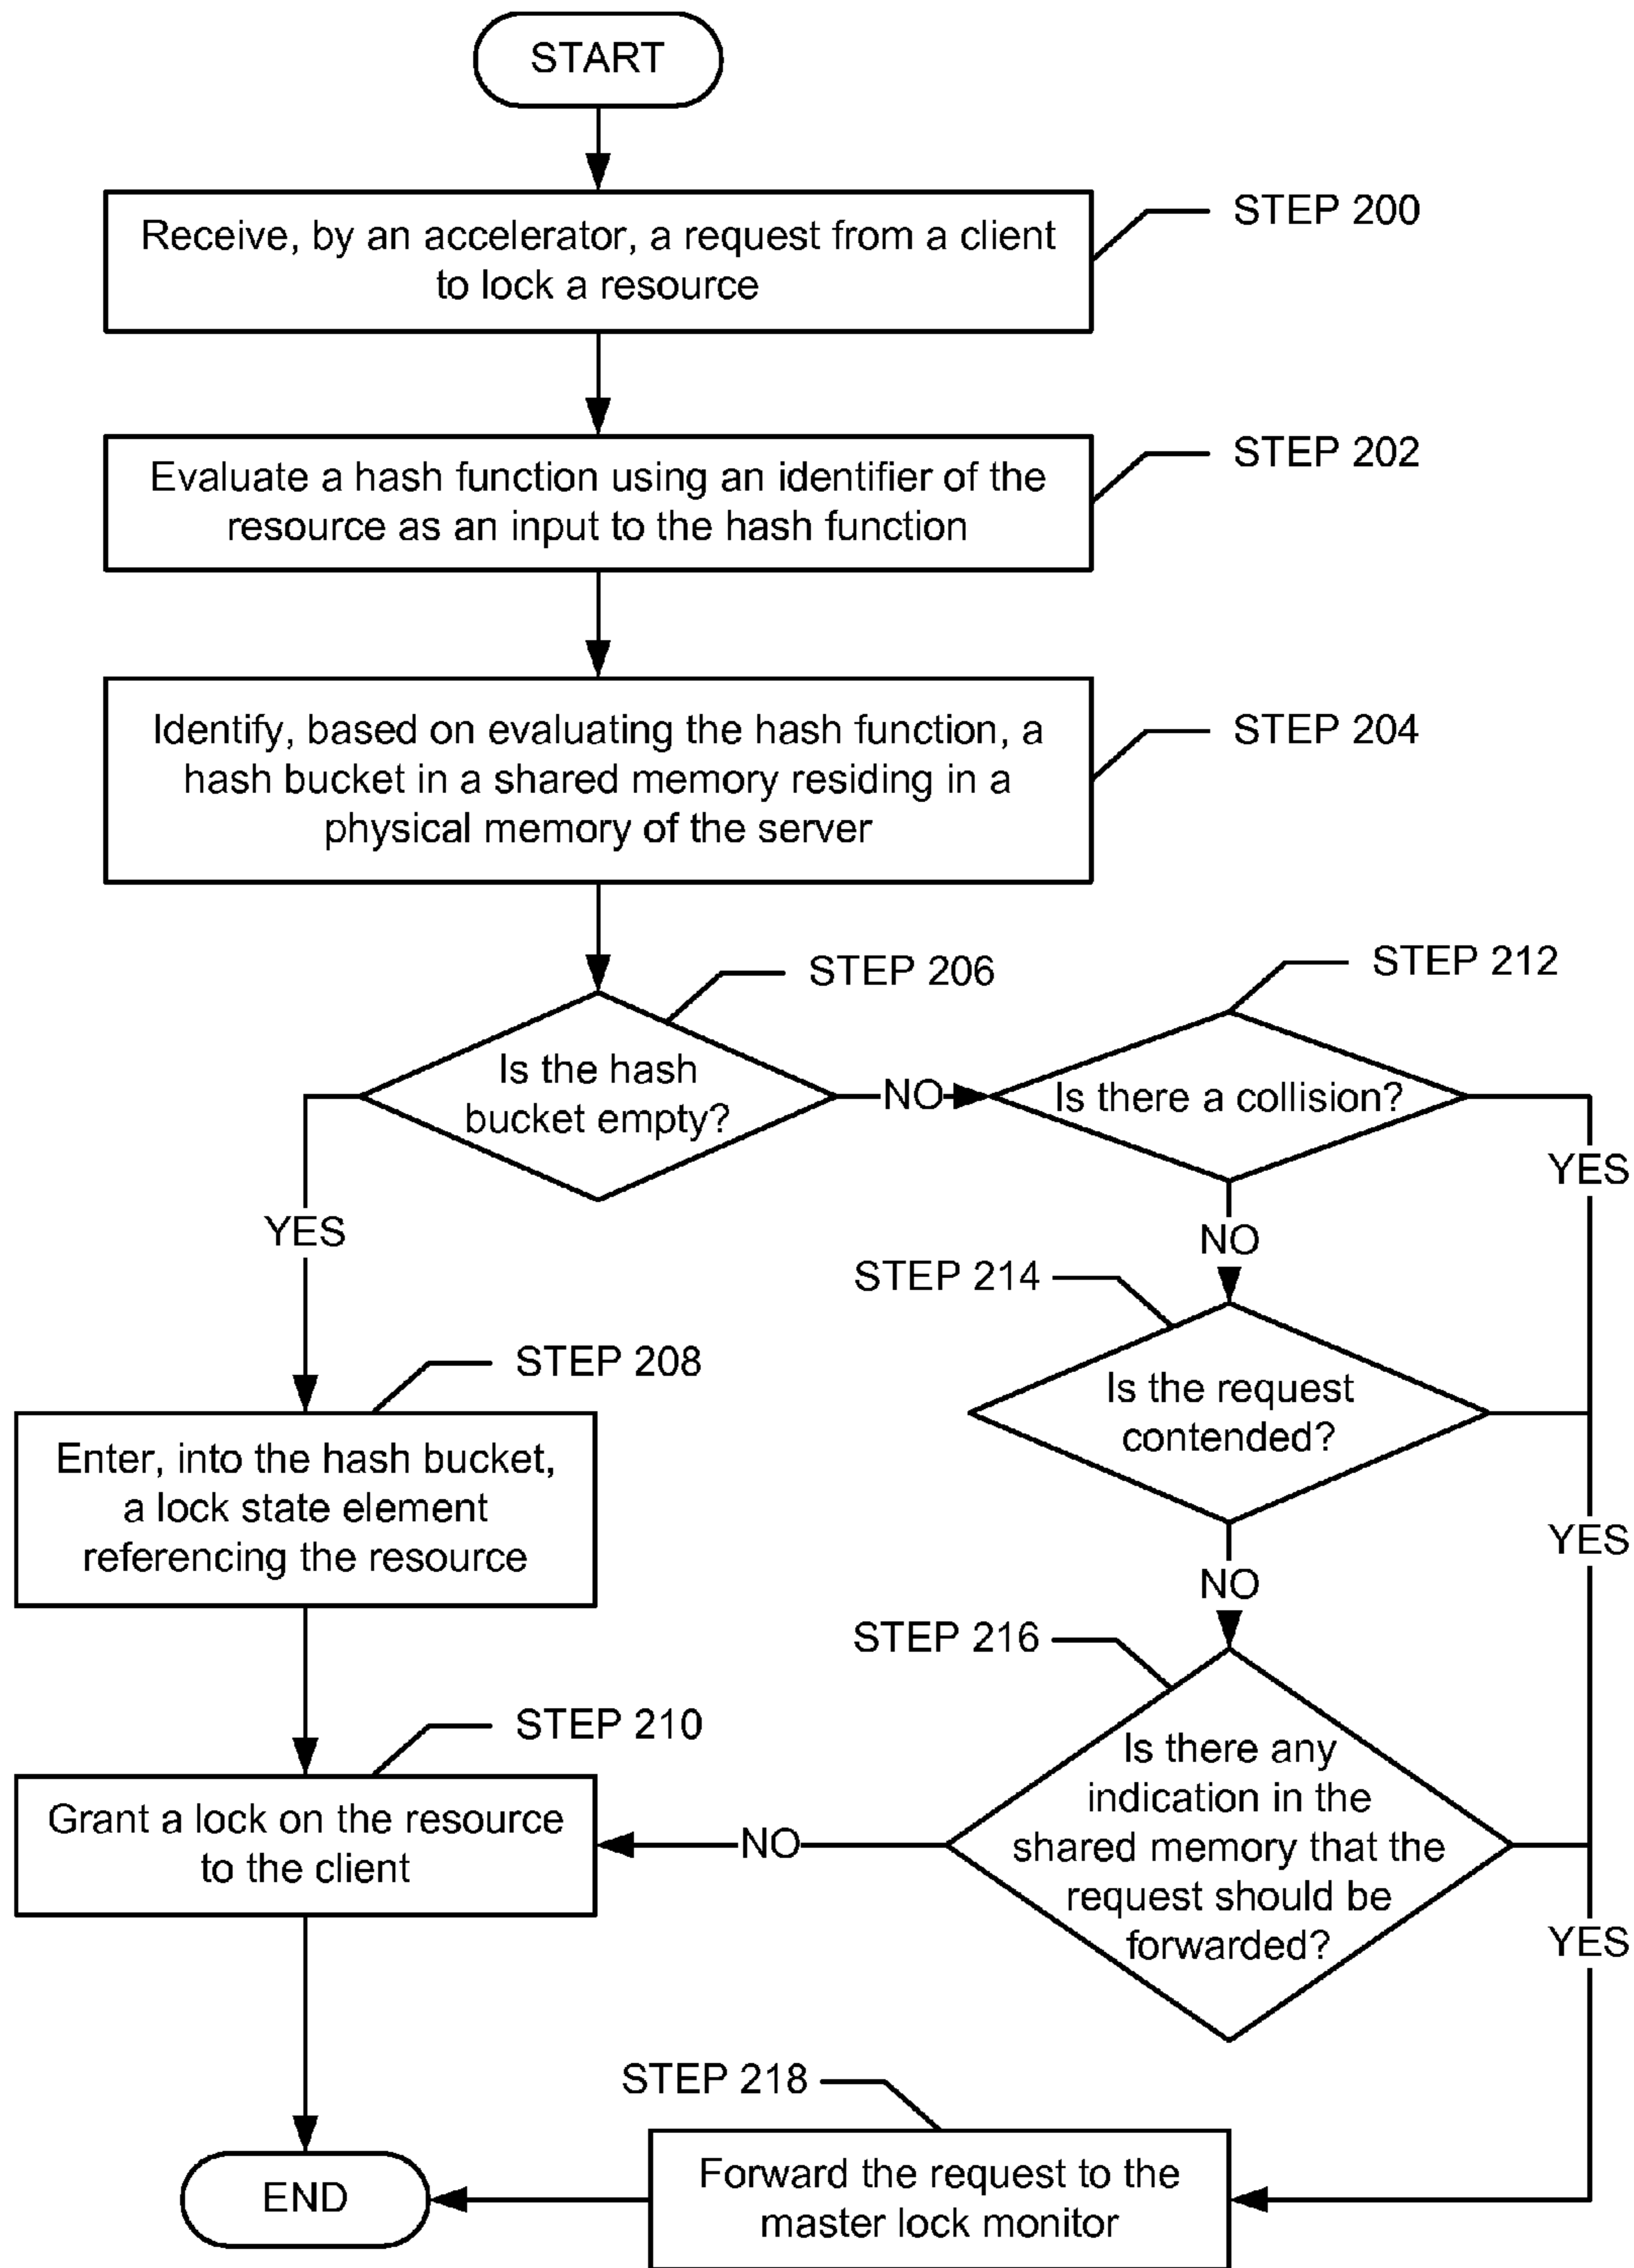 START
Receive, by an accelerator, a request from a client
to lock a resource
STEP 200
Evaluate a hash function using an identifier of the
resource as an input to the hash function
STEP 202
Identify, based on evaluating the hash function, a
hash bucket in a shared memory residing in a
physical memory of the server
STEP 204
STEP 206
Is the hash
bucket empty?
NO
STEP 212
Is there a collision?
YES
YES
NO
STEP 214
Is the request
contended?
YES
NO
STEP 208
Enter, into the hash bucket,
a lock state element
referencing the resource
STEP 216
Is there any
indication in the
shared memory that the
request should be
forwarded?
NO
YES
STEP 210
Grant a lock on the resource
to the client
STEP 218
Forward the request to the
master lock monitor
END